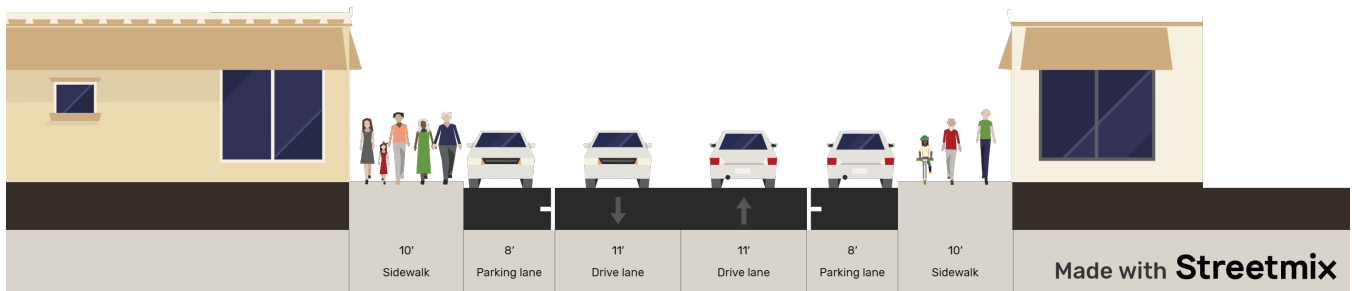 10′
Sidewalk
8′
Parking lane
11′
Drive lane
11′
Drive lane
8′
Parking lane
10′
Sidewalk
Made with Streetmix